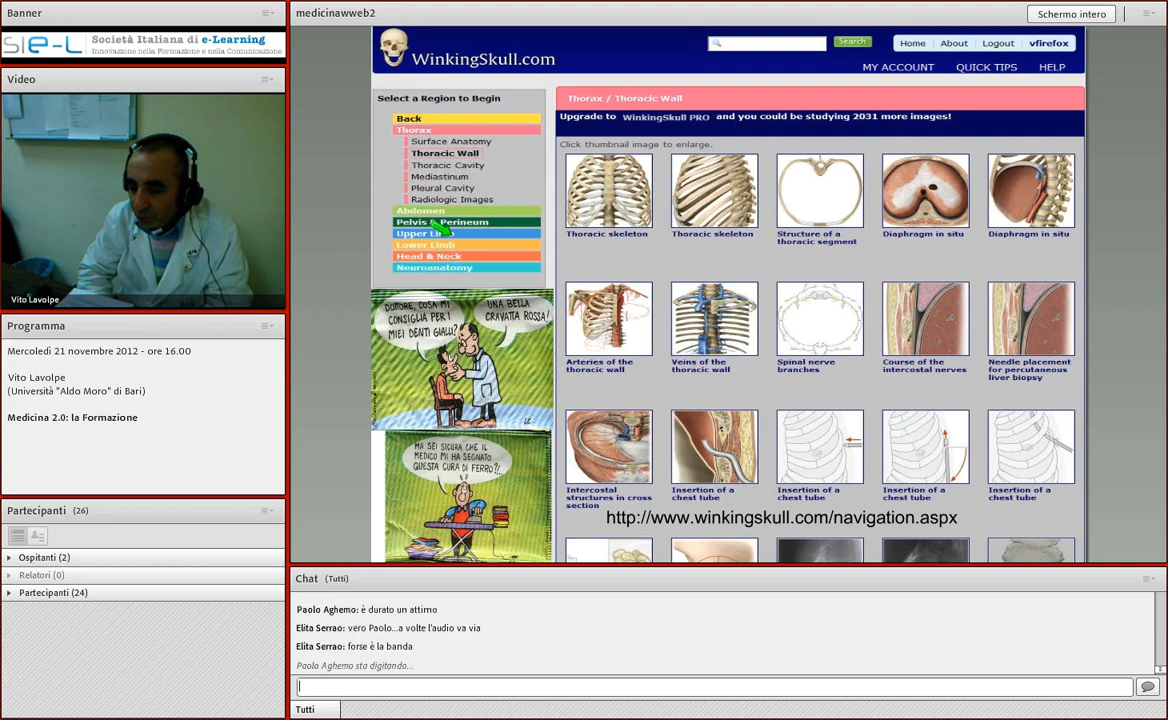 Banner
SIe-L Società Italiana di e-Learning
Innovazione nella Formazione e nella Comunicazione
Video
Vito Lavolpe
Programma
Mercoledì 21 novembre 2012 - ore 16.00
Vito Lavolpe
(Università "Aldo Moro" di Bari)
Medicina 2.0: la Formazione
Partecipanti (26)
Ospitanti (2)
Relatori (0)
Partecipanti (24)
medicinawweb2
Schermo intero
WinkingSkull.com
Search
Home About Logout vfirefox
MY ACCOUNT QUICK TIPS HELP
Select a Region to Begin
Back
Thorax
Surface Anatomy
Thoracic Wall
Thoracic Cavity
Mediastinum
Pleural Cavity
Radiologic Images
Abdomen
Pelvis Perineum
Upper Limb
Lower Limb
Head & Neck
Neuroanatomy
DOTTORE, COSA MI
CONSIGLIA PER I
MIEI DENTI GIALLI?
UNA BELLA
CRAVATTA ROSSA!
MA SEI SICURA CHE IL
MEDICO MI HA SEGNATO
QUESTA CURA DI FERRO?!
Thorax / Thoracic Wall
Upgrade to WinkingSkull PRO and you could be studying 2031 more images!
Click thumbnail image to enlarge.
Thoracic skeleton
Thoracic skeleton
Structure of a
thoracic segment
Diaphragm in situ
Diaphragm in situ
Arteries of the
thoracic wall
Veins of the
thoracic wall
Spinal nerve
branches
Course of the
intercostal nerves
Needle placement
for percutaneous
liver biopsy
Intercostal
structures in cross
section
Insertion of a
chest tube
Insertion of a
chest tube
Insertion of a
chest tube
Insertion of a
chest tube
http://www.winkingskull.com/navigation.aspx
Chat (Tutti)
Paolo Aghemo: è durato un attimo
Elita Serrao: vero Paolo...a volte l'audio va via
Elita Serrao: forse è la banda
Paolo Aghemo sta digitando...
Tutti